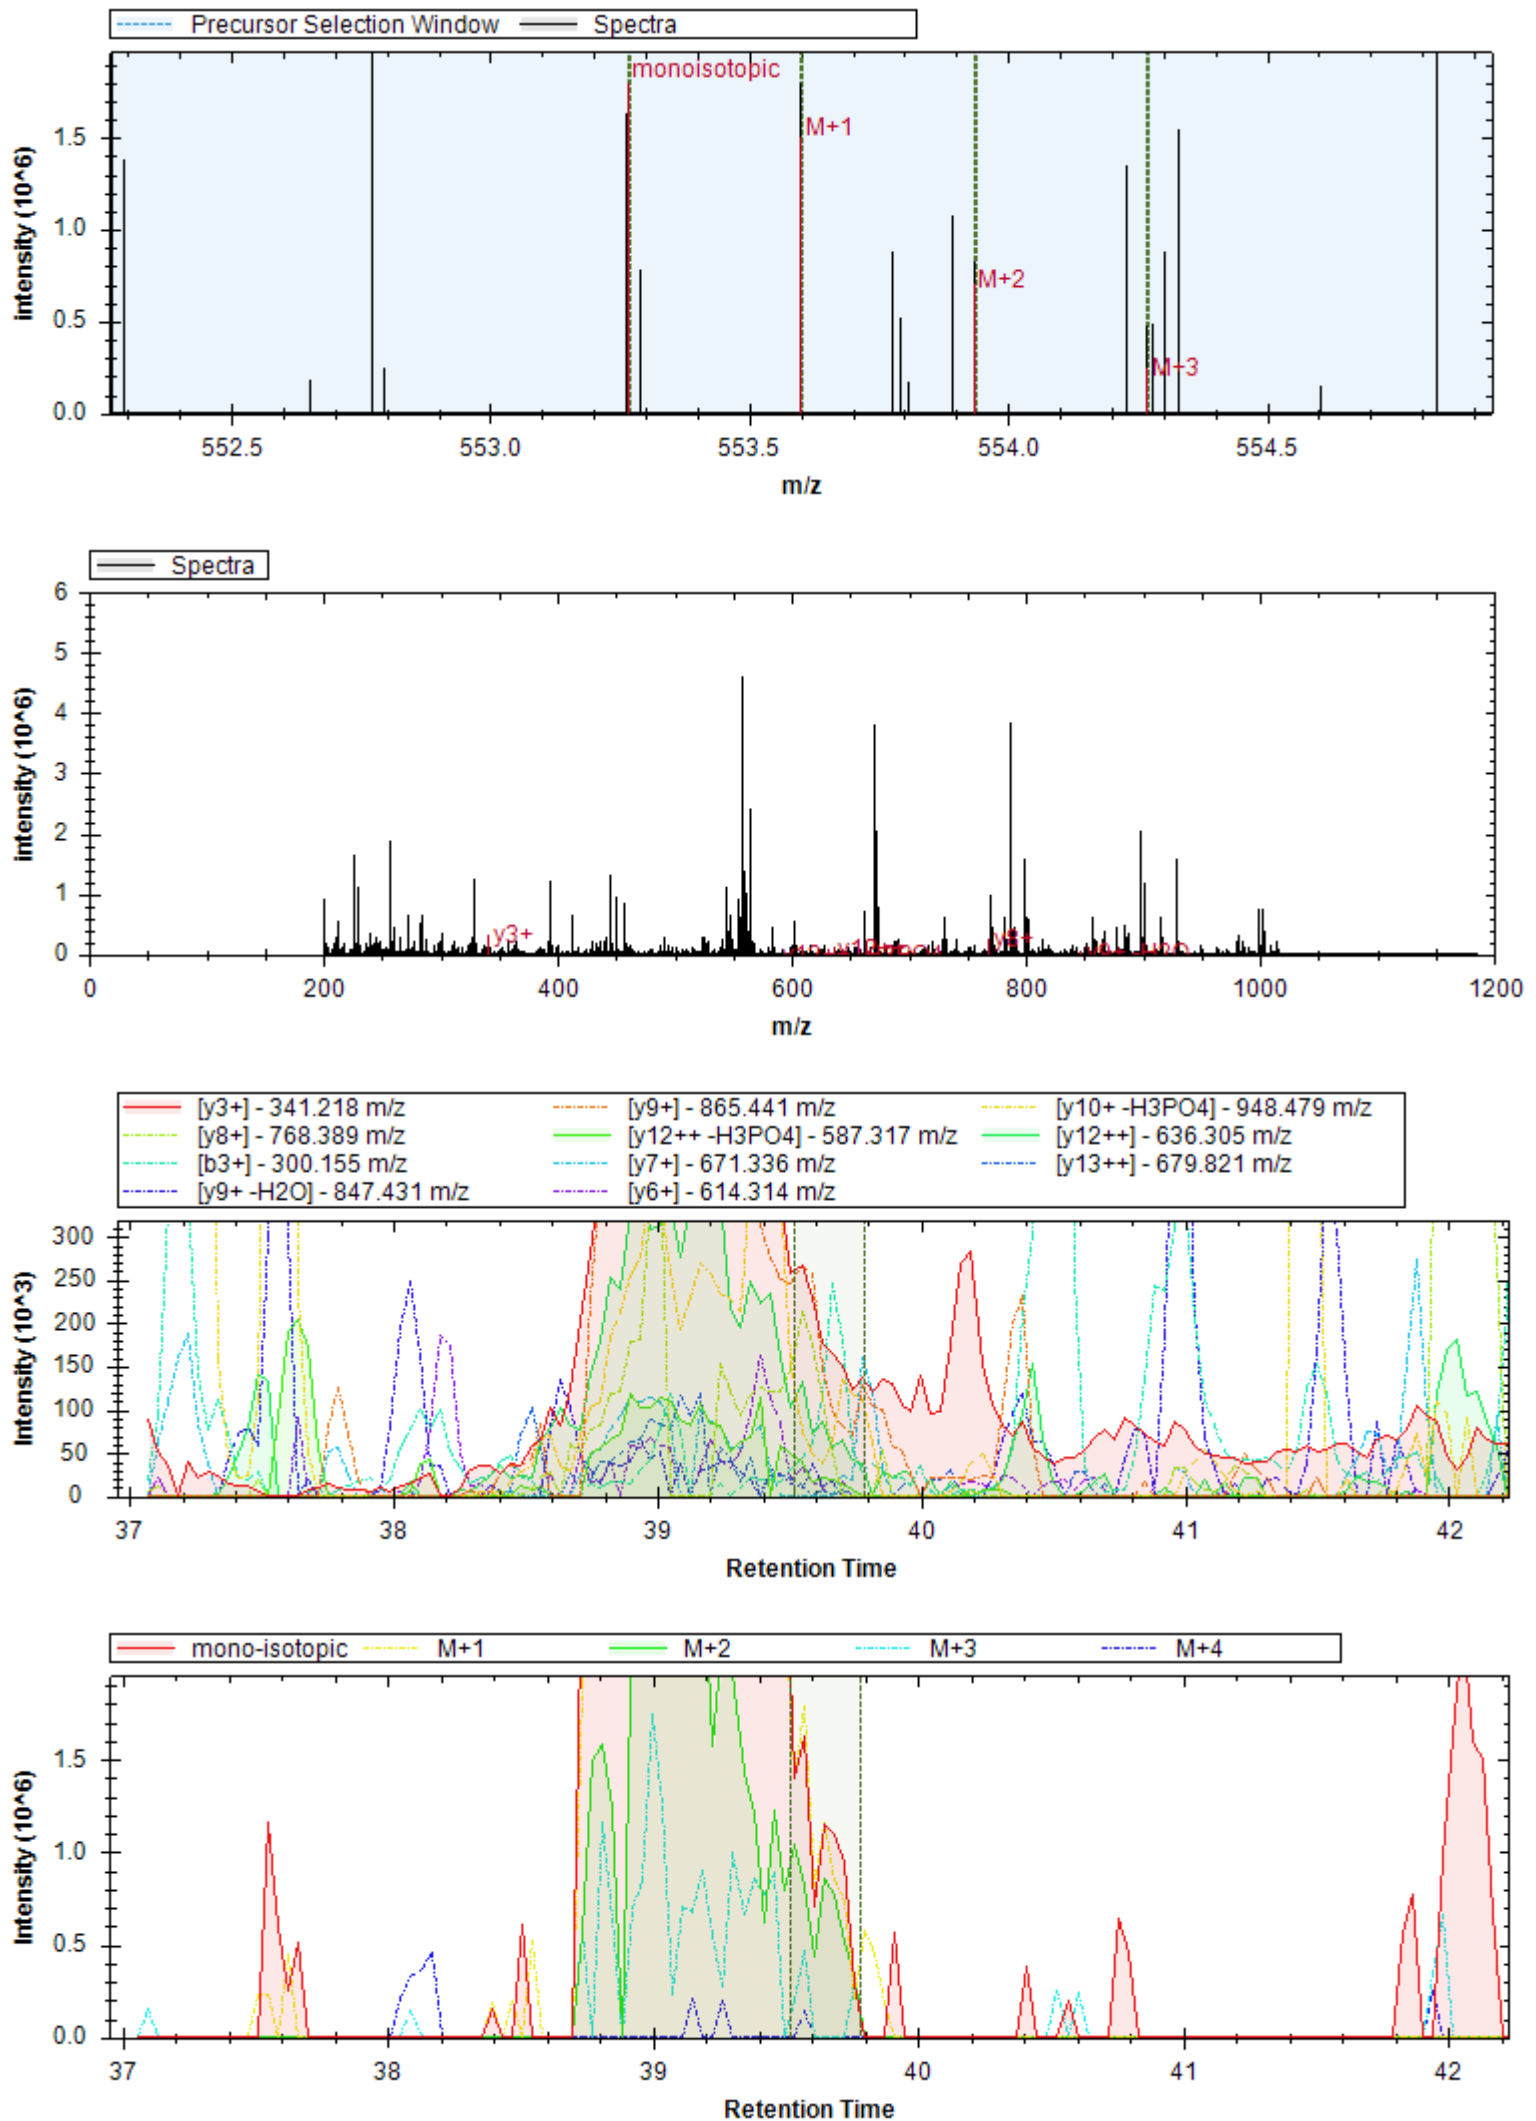 Precursor Selection Window Spectra
monoisotopic
M+1
M+2
M+3
intensity (10^6)
1.5
1.0
0.5
0.0
552.5 553.0 553.5 554.0 554.5
m/z
Spectra
intensity (10^6)
6
5
4
3
2
1
0
y3+
y8+
0 200 400 600 800 1000 1200
m/z
[y3+] - 341.218 m/z [y9+] - 865.441 m/z [y10+ -H3PO4] - 948.479 m/z
[y8+] - 768.389 m/z [y12++ -H3PO4] - 587.317 m/z [y12++] - 636.305 m/z
[b3+] - 300.155 m/z [y7+] - 671.336 m/z [y13++] - 679.821 m/z
[y9+ -H2O] - 847.431 m/z [y6+] - 614.314 m/z
Intensity (10^3)
300
250
200
150
100
50
0
37 38 39 40 41 42
Retention Time
mono-isotopic M+1 M+2 M+3 M+4
Intensity (10^6)
1.5
1.0
0.5
0.0
37 38 39 40 41 42
Retention Time